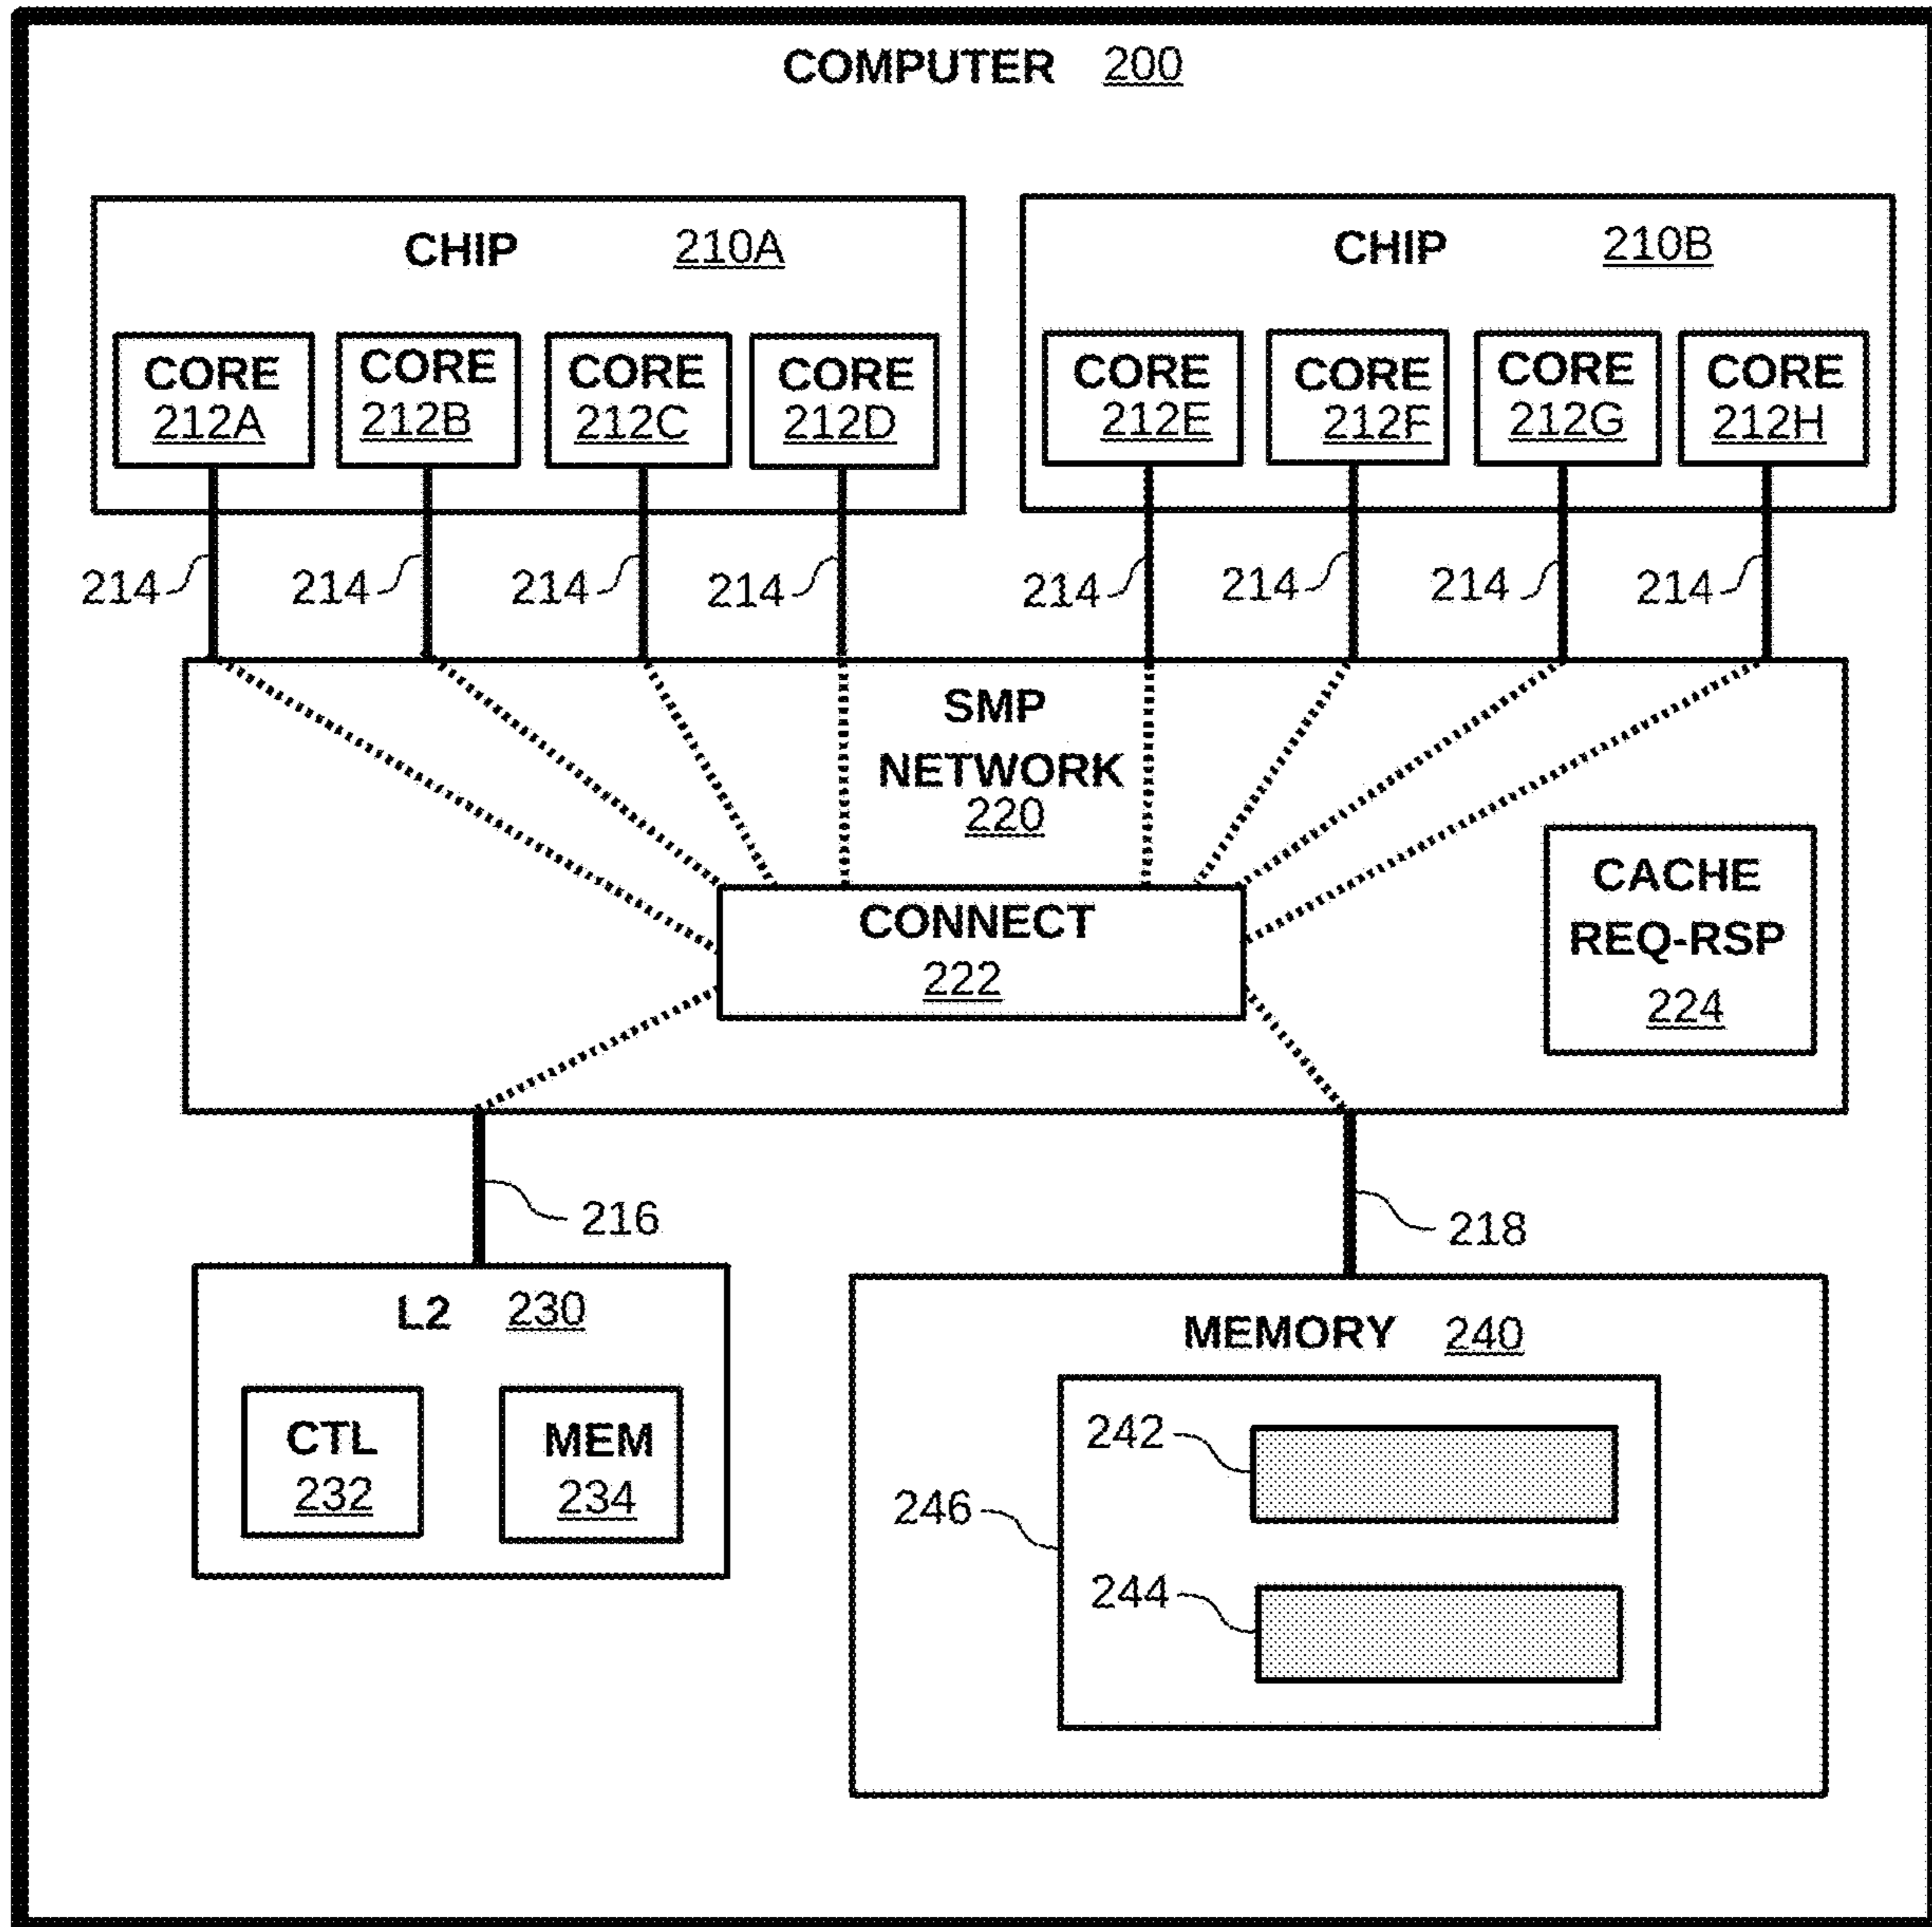 COMPUTER 200
CHIP 210A
CHIP 210B
CORE
212A
CORE
212B
CORE
212C
CORE
212D
CORE
212E
CORE
212F
CORE
212G
CORE
212H
214
214
214
214
214
214
214
214
SMP
NETWORK
220
CONNECT
222
CACHE
REQ-RSP
224
216
218
L2 230
CTL
232
MEM
234
MEMORY 240
242
246
244